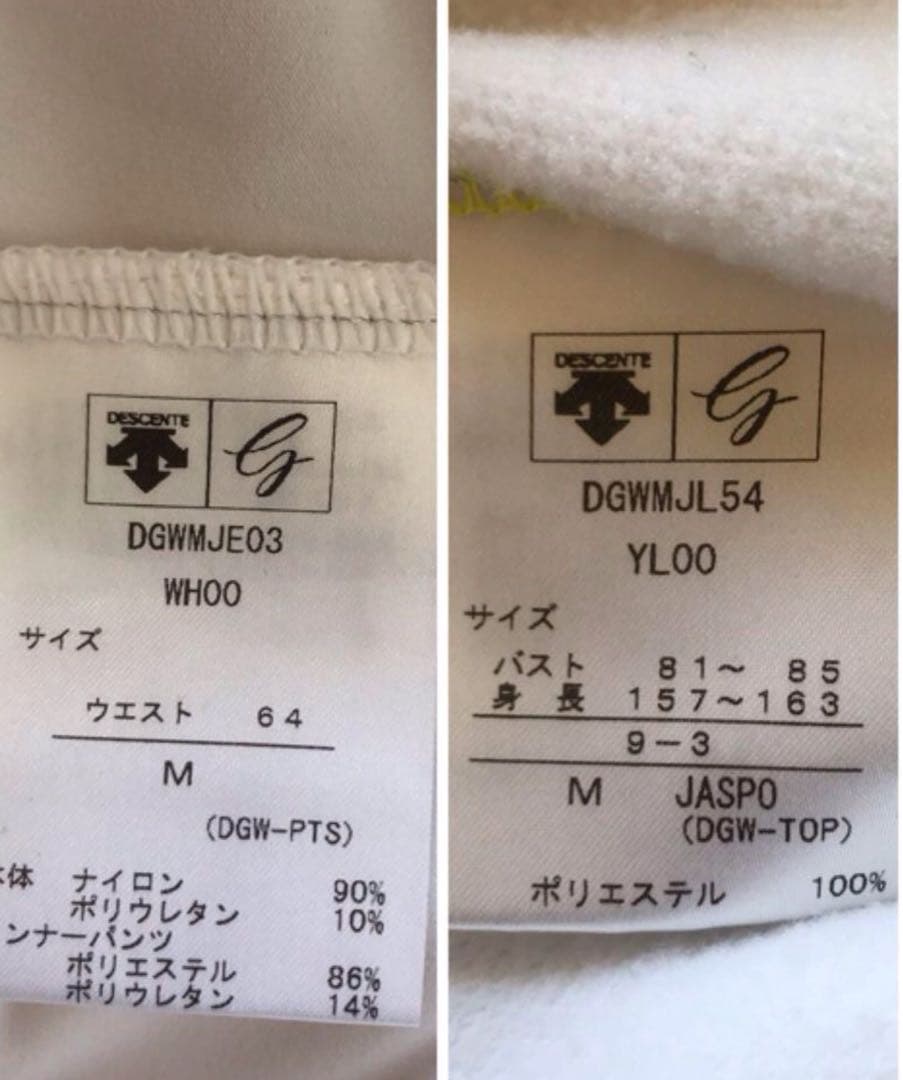 DESCENTE
G
DGWMJE03
WH00
サイズ
ウエスト 64
M
(DGW-PTS)
体 ナイロン 90%
ポリウレタン 10%
ンナーパンツ
ポリエステル 86%
ポリウレタン 14%
DESCENTE
G
DGWMJL54
YL00
サイズ
バスト 81～ 85
身 長 157～163
9-3
M JASPO
(DGW-TOP)
ポリエステル 100%